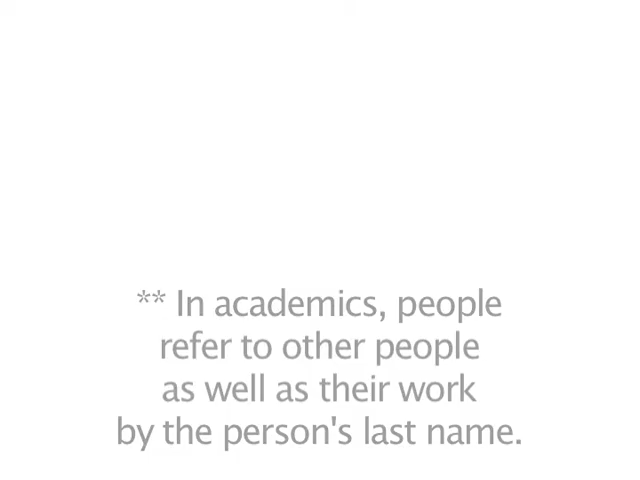 ** In academics, people
refer to other people
as well as their work
by the person's last name.